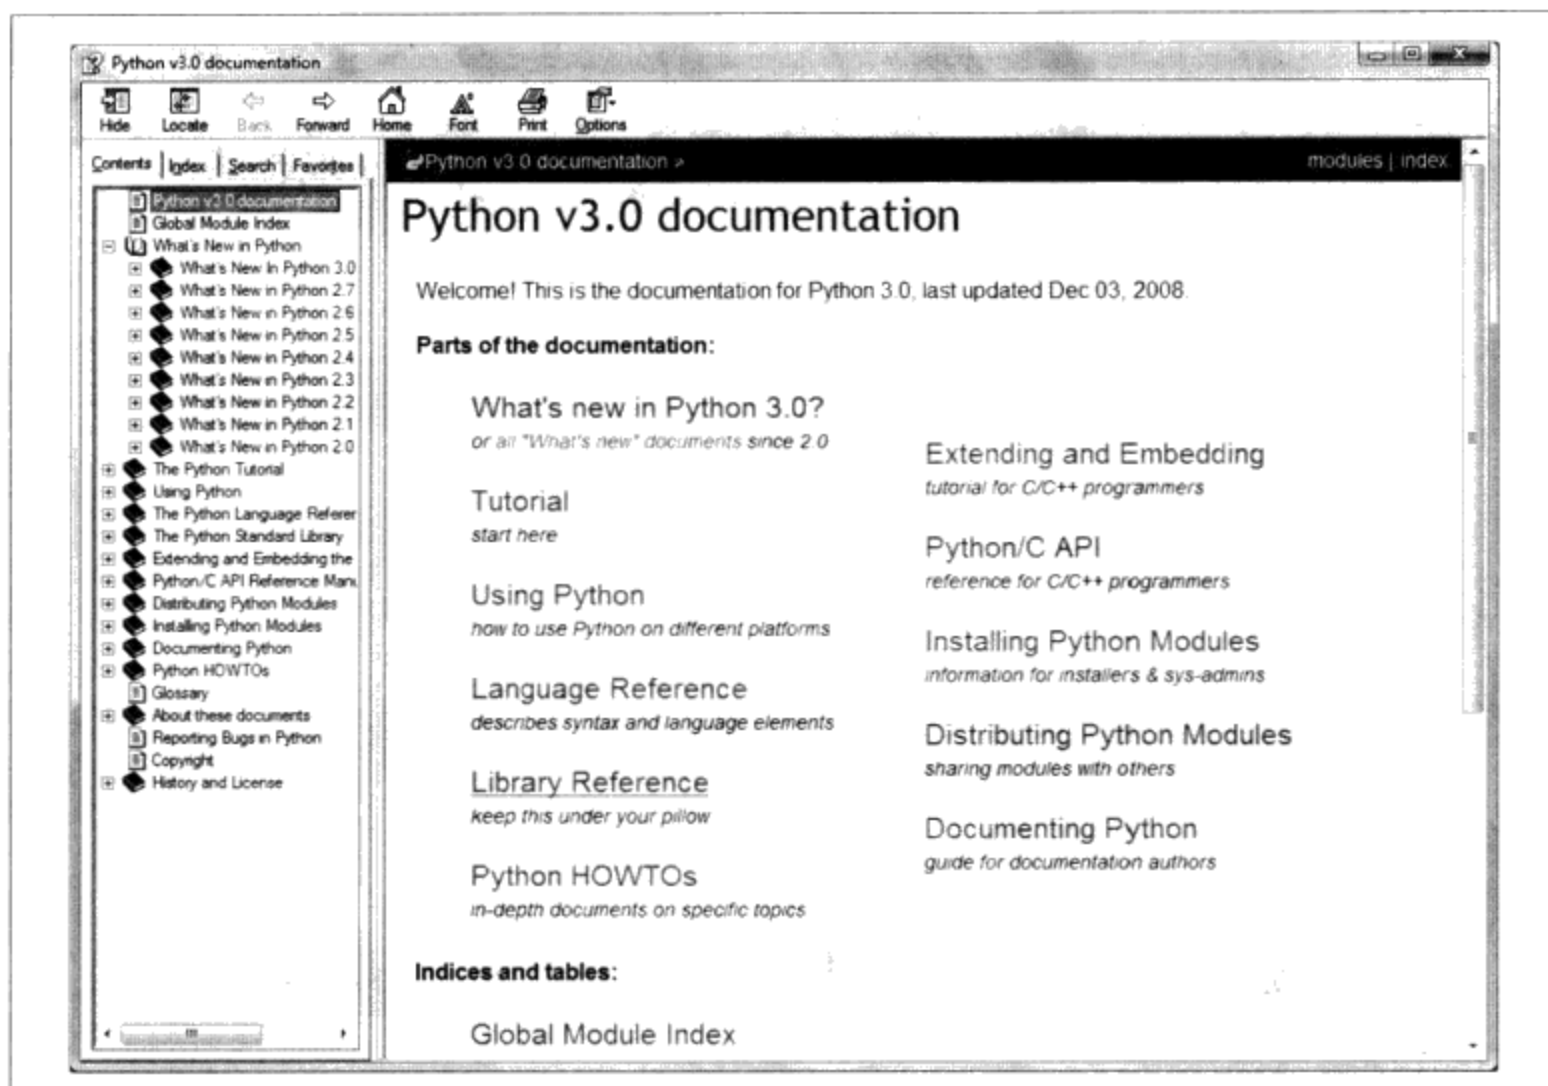 Python v3.0 documentation
Hide Locate Back Forward Home Font Print Options
Contents Index Search Favorites
Python v3.0 documentation
Global Module Index
What's New in Python
What's New In Python 3.0
What's New in Python 2.7
What's New in Python 2.6
What's New in Python 2.5
What's New in Python 2.4
What's New in Python 2.3
What's New in Python 2.2
What's New in Python 2.1
What's New in Python 2.0
The Python Tutorial
Using Python
The Python Language Referer
The Python Standard Library
Extending and Embedding the
Python/C API Reference Manu
Distributing Python Modules
Installing Python Modules
Documenting Python
Python HOWTOs
Glossary
About these documents
Reporting Bugs in Python
Copyright
History and License
Python v3.0 documentation »
modules | index
Python v3.0 documentation
Welcome! This is the documentation for Python 3.0, last updated Dec 03, 2008.
Parts of the documentation:
What's new in Python 3.0?
or all "What's new" documents since 2.0
Tutorial
start here
Using Python
how to use Python on different platforms
Language Reference
describes syntax and language elements
Library Reference
keep this under your pillow
Python HOWTOs
in-depth documents on specific topics
Extending and Embedding
tutorial for C/C++ programmers
Python/C API
reference for C/C++ programmers
Installing Python Modules
information for installers & sys-admins
Distributing Python Modules
sharing modules with others
Documenting Python
guide for documentation authors
Indices and tables:
Global Module Index